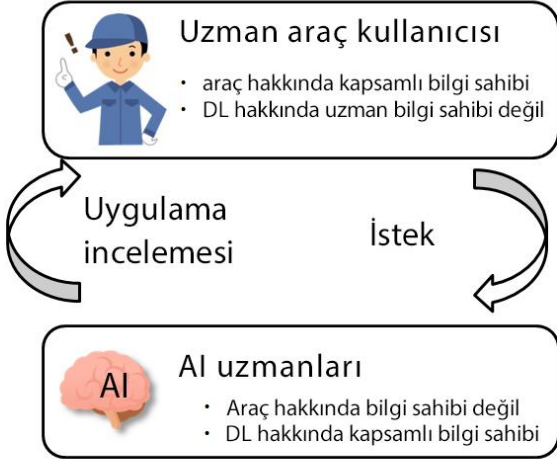 Uzman araç kullanıcısı
・ araç hakkında kapsamlı bilgi sahibi
・ DL hakkında uzman bilgi sahibi değil
Uygulama
incelemesi
İstek
AI
AI uzmanları
・ Araç hakkında bilgi sahibi değil
・ DL hakkında kapsamlı bilgi sahibi